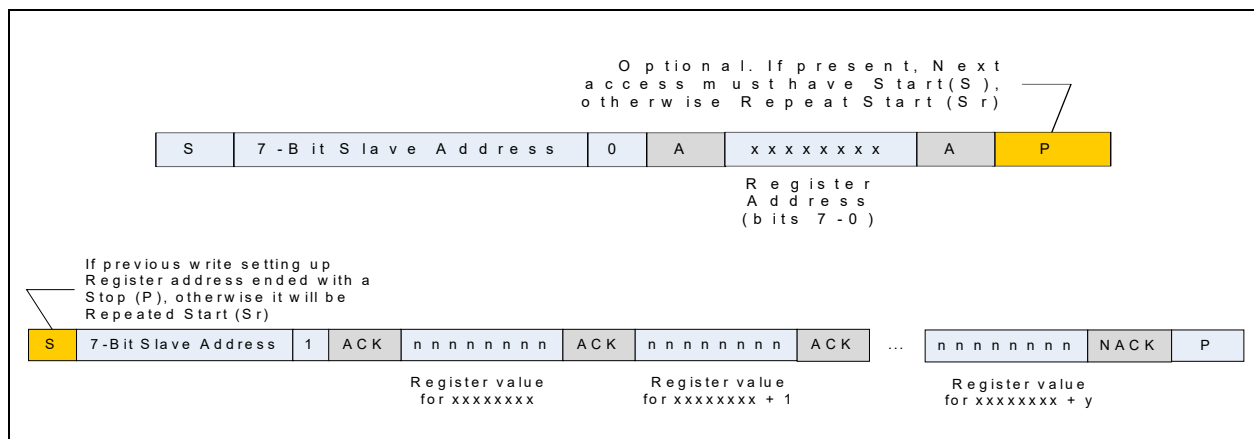 Optional. If present, Next
access must have Start(S),
otherwise Repeat Start (Sr)
S 7-Bit Slave Address 0 A xxxxxxxx A P
Register
Address
(bits 7-0)
If previous write setting up
Register address ended with a
Stop (P), otherwise it will be
Repeated Start (Sr)
S 7-Bit Slave Address 1 ACK nnnnnnnn ACK nnnnnnnn ACK ... nnnnnnnn NACK P
Register value
for xxxxxxxx
Register value
for xxxxxxxx + 1
Register value
for xxxxxxxx + y